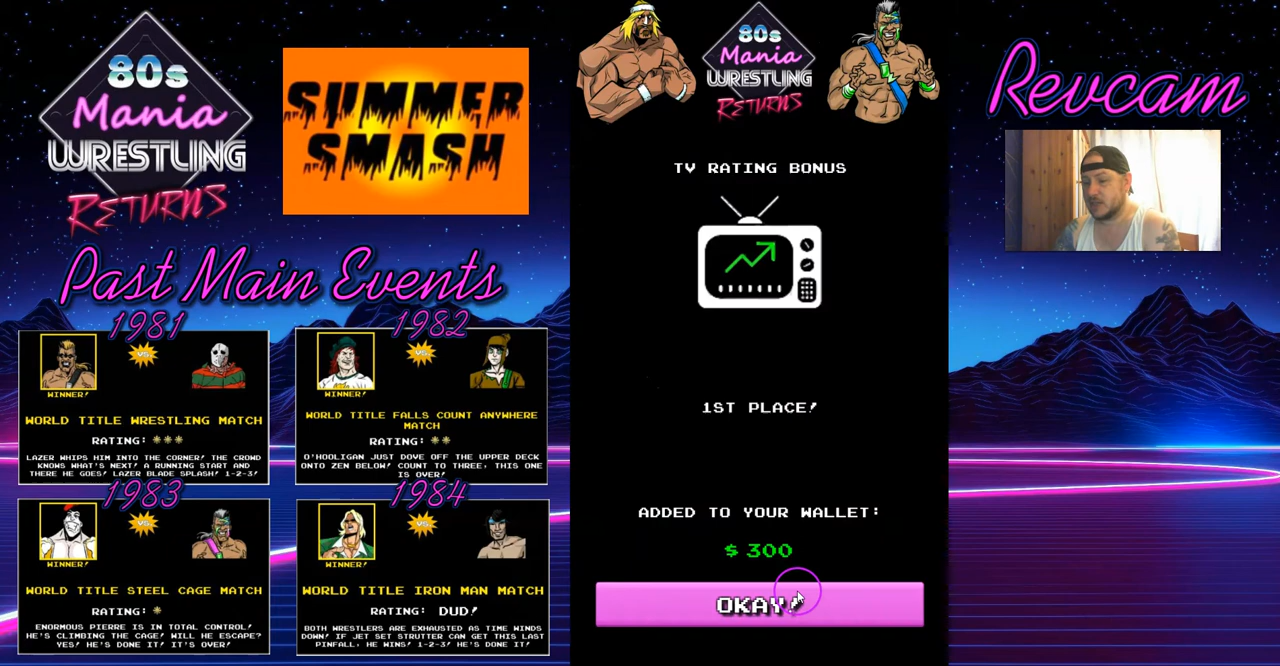 80s
Mania
WRESTLING
RETURNS
SUMMER
SMASH
Past Main Events
1981
VS
WINNER!
WORLD TITLE WRESTLING MATCH
RATING: ***
LAZER WHIPS HIM INTO THE CORNER! THE CROWD
KNOWS WHAT'S NEXT! A RUNNING START AND
THERE HE GOES! LAZER BLADE SPLASH! 1-2-3!
1982
VS
WINNER!
WORLD TITLE FALLS COUNT ANYWHERE
MATCH
RATING: **
O'HOOLIGAN JUST DOVE OFF THE UPPER DECK
ONTO ZEN BELOW! COUNT TO THREE, THIS ONE
IS OVER!
1983
VS
WINNER!
WORLD TITLE STEEL CAGE MATCH
RATING: *
ENORMOUS PIERRE IS IN TOTAL CONTROL!
HE'S CLIMBING THE CAGE! WILL HE ESCAPE?
YES! HE'S DONE IT! IT'S OVER!
1984
VS
WINNER!
WORLD TITLE IRON MAN MATCH
RATING: DUD!
BOTH WRESTLERS ARE EXHAUSTED AS TIME WINDS
DOWN! IF JET SET STRUTTER CAN GET THIS LAST
PINFALL, HE WINS! 1-2-3! HE'S DONE IT!
80s
Mania
WRESTLING
RETURNS
TV RATING BONUS
1ST PLACE!
ADDED TO YOUR WALLET:
$ 300
OKAY!
Revcam